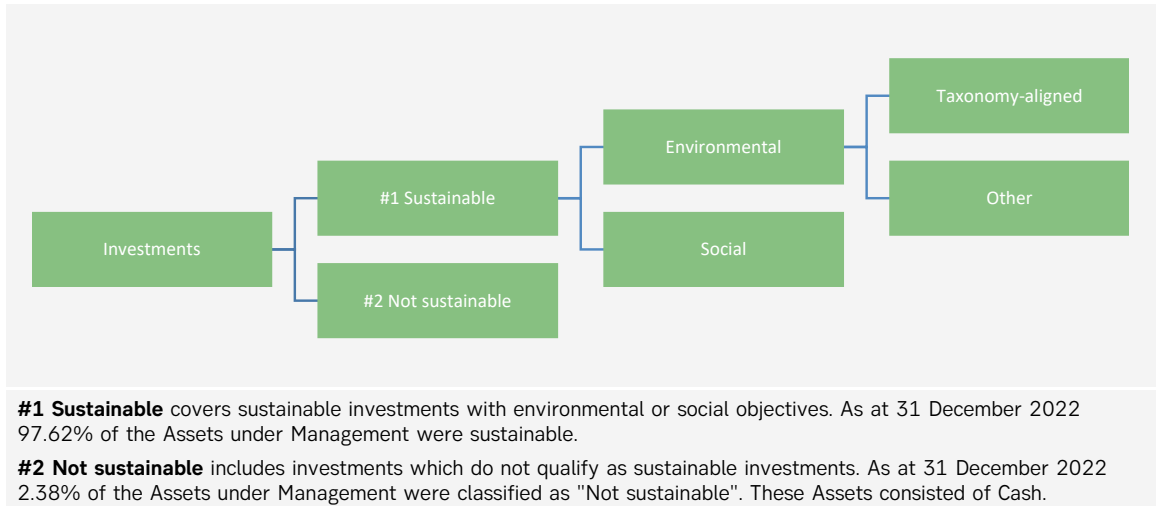 Taxonomy-aligned
Environmental
#1 Sustainable
Other
Investments
Social
#2 Not sustainable
#1 Sustainable covers sustainable investments with environmental or social objectives. As at 31 December 2022
97.62% of the Assets under Management were sustainable.
#2 Not sustainable includes investments which do not qualify as sustainable investments. As at 31 December 2022
2.38% of the Assets under Management were classified as "Not sustainable". These Assets consisted of Cash.